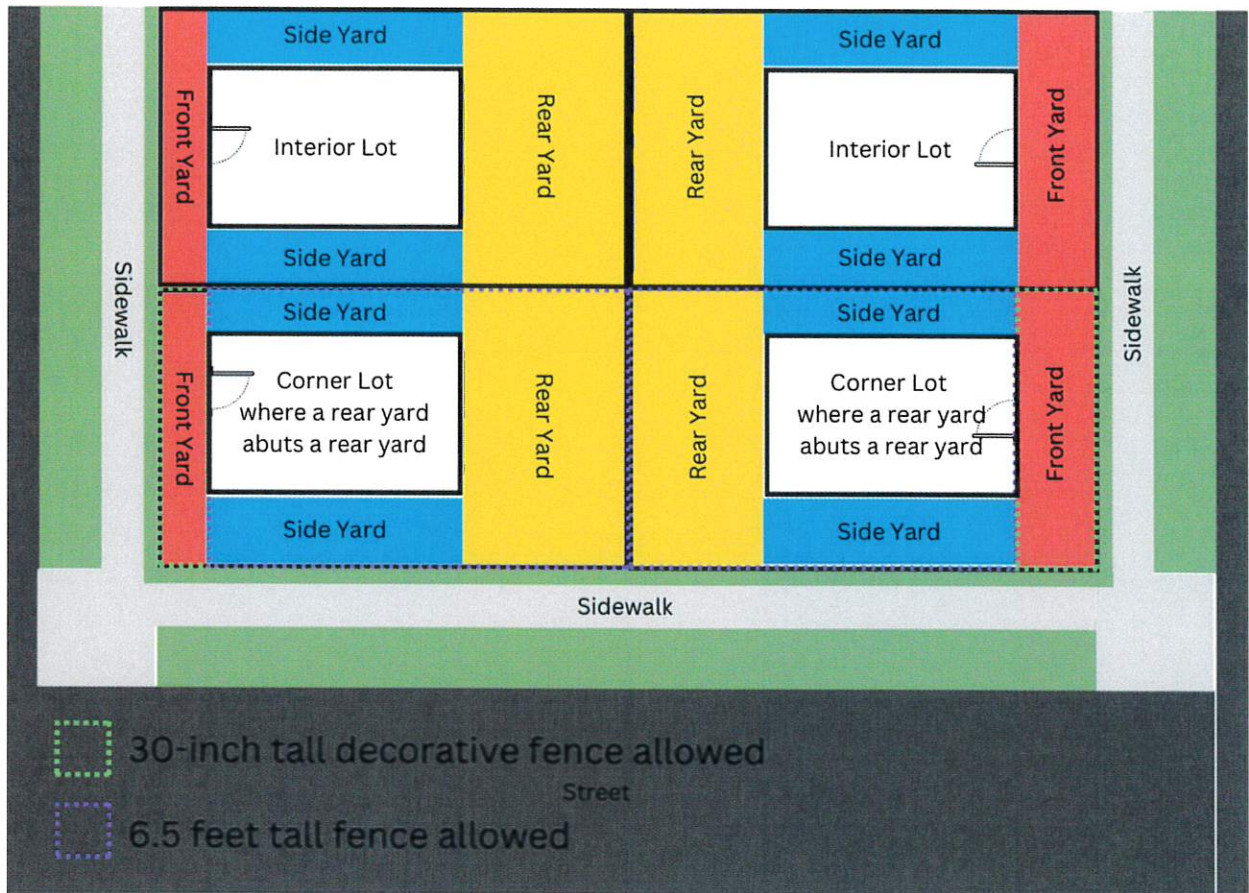 Side Yard
Side Yard
Front Yard
Interior Lot
Rear Yard
Rear Yard
Interior Lot
Front Yard
Side Yard
Side Yard
Sidewalk
Sidewalk
Side Yard
Side Yard
Front Yard
Corner Lot
where a rear yard
abuts a rear yard
Rear Yard
Rear Yard
Corner Lot
where a rear yard
abuts a rear yard
Front Yard
Side Yard
Side Yard
Sidewalk
30-inch tall decorative fence allowed
Street
6.5 feet tall fence allowed